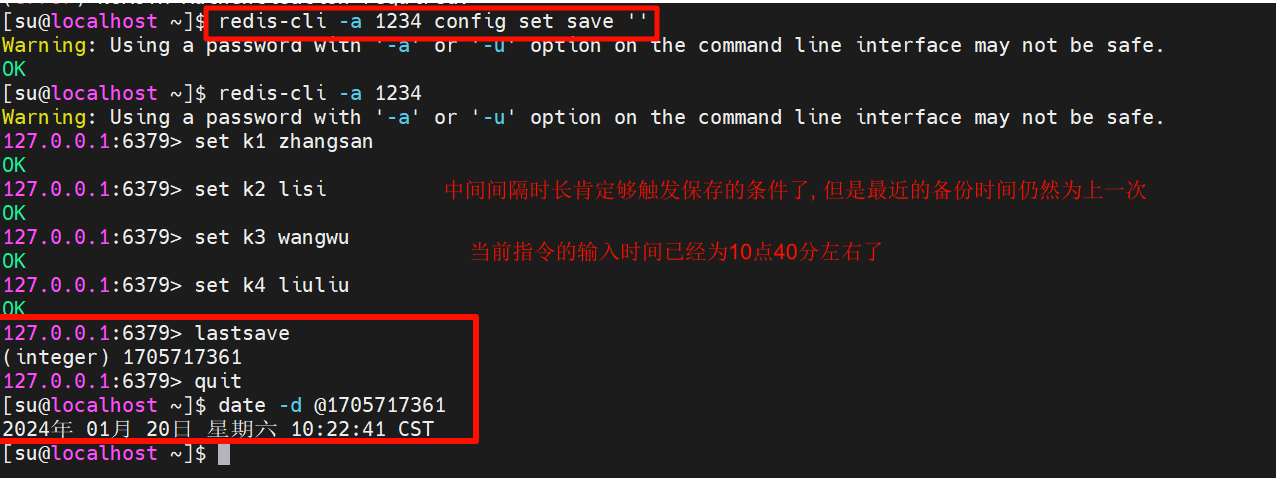 [su@localhost ~]$ redis-cli -a 1234 config set save ''
Warning: Using a password with '-a' or '-u' option on the command line interface may not be safe.
OK
[su@localhost ~]$ redis-cli -a 1234
Warning: Using a password with '-a' or '-u' option on the command line interface may not be safe.
127.0.0.1:6379> set k1 zhangsan
OK
127.0.0.1:6379> set k2 lisi
中间间隔时长肯定够触发保存的条件了, 但是最近的备份时间仍然为上一次
OK
127.0.0.1:6379> set k3 wangwu
当前指令的输入时间已经为10点40分左右了
OK
127.0.0.1:6379> set k4 liuliu
OK
127.0.0.1:6379> lastsave
(integer) 1705717361
127.0.0.1:6379> quit
[su@localhost ~]$ date -d @1705717361
2024年 01月 20日 星期六 10:22:41 CST
[su@localhost ~]$